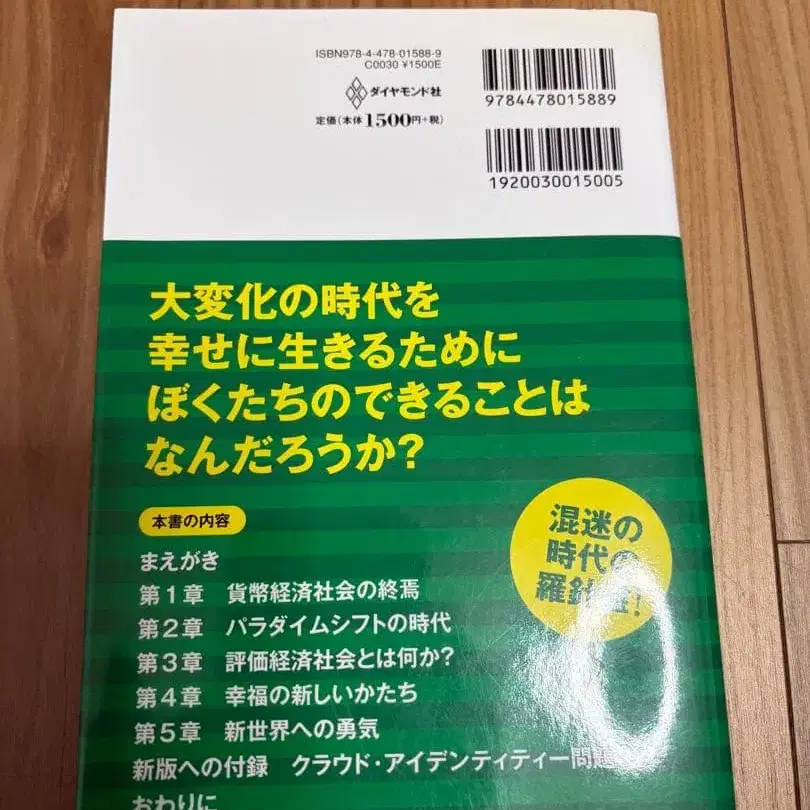 ISBN978-4-478-01588-9
C0030 ¥1500E
ダイヤモンド社
定価(本体1500円+税)
9784478015889
1920030015005
大変化の時代を
幸せに生きるために
ぼくたちのできることは
なんだろうか?
混迷の
時代の
羅針盤!
本書の内容
まえがき
第1章 貨幣経済社会の終焉
第2章 パラダイムシフトの時代
第3章 評価経済社会とは何か?
第4章 幸福の新しいかたち
第5章 新世界への勇気
新版への付録 クラウド・アイデンティティー問題
おわりに